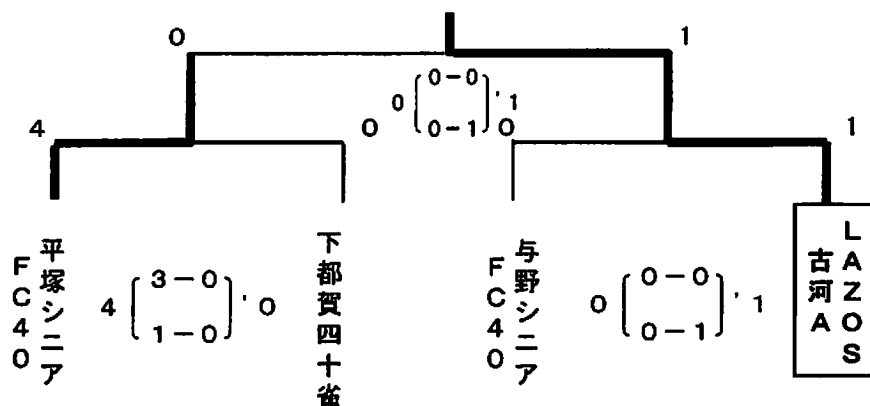 0 1
0-0
0 ' 1
0-1
4 0 0 1
平塚シニア
FC40
3-0
4 ' 0
1-0
下都賀四十雀
与野シニア
FC40
0-0
0 ' 1
0-1
LAZOS
古河A